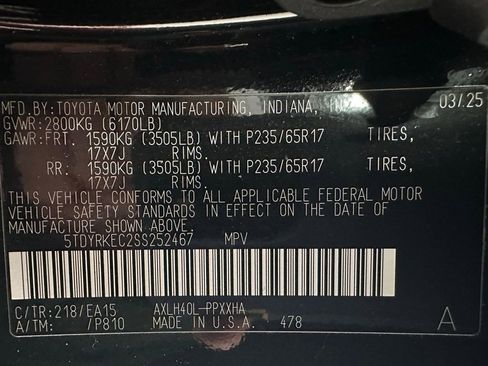 MFD.BY:TOYOTA MOTOR MANUFACTURING, INDIANA, 03/25
GVWR:2800KG (6170LB)
GAWR:FRT. 1590KG (3505LB) WITH P235/65R17 TIRES,
17X7J RIMS.
RR: 1590KG (3505LB) WITH P235/65R17 TIRES,
17X7J RIMS.
THIS VEHICLE CONFORMS TO ALL APPLICABLE FEDERAL MOTOR
VEHICLE SAFETY STANDARDS IN EFFECT ON THE DATE OF
MANUFACTURE SHOWN ABOVE.
5TDYRKEC2SS252467 MPV
C/TR:218/EA15 AXLH40L-PPXXHA
A/TM: /P810 MADE IN U.S.A. 478 A